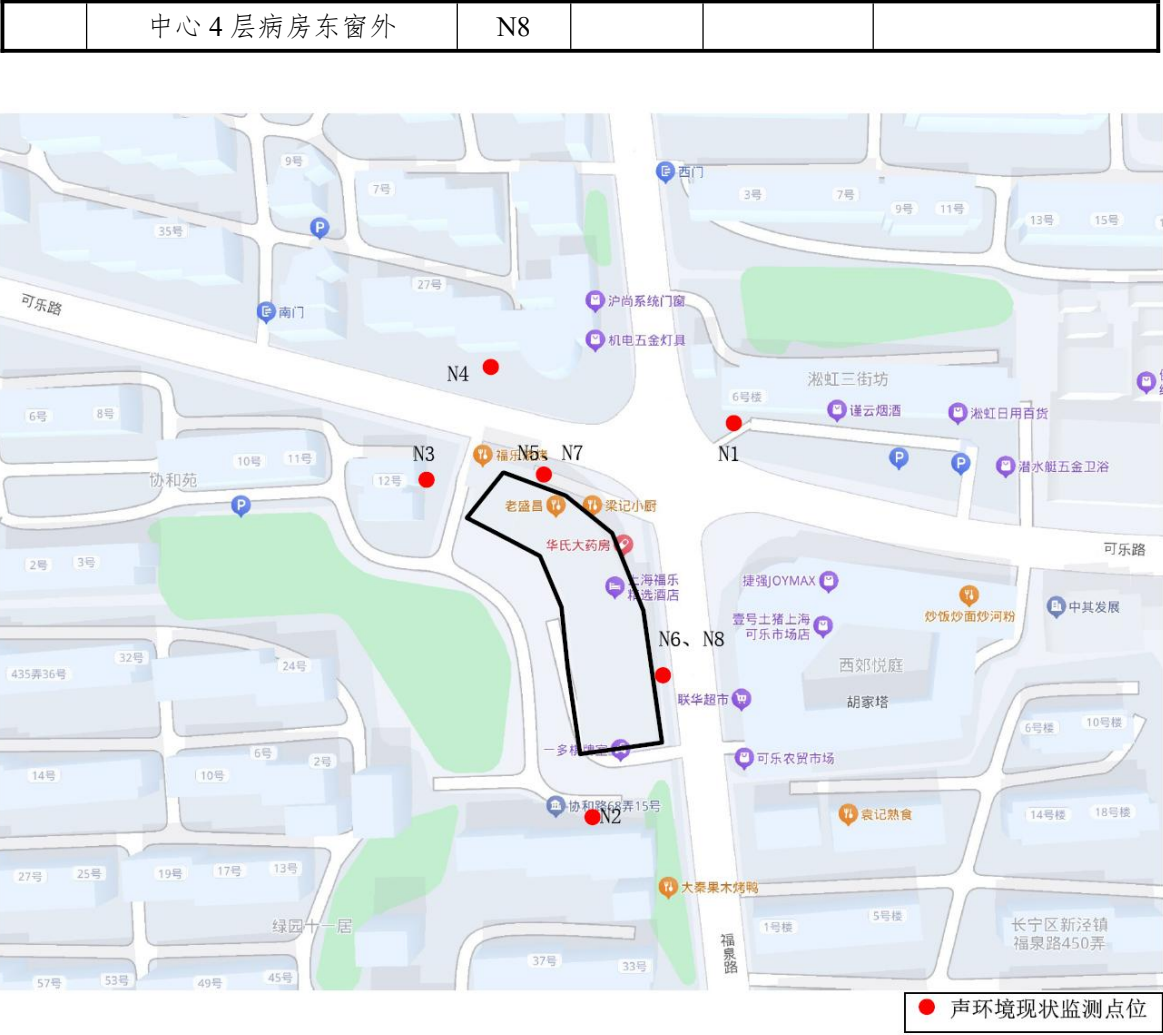 中心 4 层病房东窗外 N8
9号
西门
7号
3号
7号
9号
11号
13号
15号
P
35号
27号
可乐路
南门
沪尚系统门窗
机电五金灯具
N4
淞虹三街坊
6号楼
谨云烟酒
淞虹日用百货
6号
8号
N3
N5、N7
N1
10号
11号
协和苑
12号
P
P
潜水艇五金卫浴
P
老盛昌
梁记小厨
华氏大药房
可乐路
2号
3号
上海福乐
精选酒店
捷强JOYMAX
炒饭炒面炒河粉
中其发展
壹号土猪上海
可乐市场店
N6、N8
32号
24号
435弄36号
西郊悦庭
联华超市
胡家塔
6号楼
10号楼
6号
2号
可乐农贸市场
14号
10号
协和路68弄15号
N2
袁记熟食
14号楼
18号楼
27号
25号
19号
17号
13号
大秦果木烤鸭
绿园十一居
1号楼
5号楼
长宁区新泾镇
福泉路450弄
福泉路
37号
33号
57号
53号
49号
45号
声环境现状监测点位